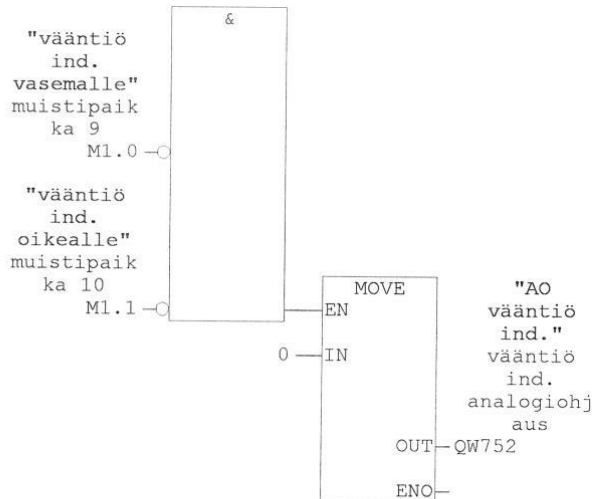 &
"vääntiö
ind.
vasemalle"
muistipaik
ka 9
M1.0
"vääntiö
ind.
oikealle"
muistipaik
ka 10
M1.1
MOVE
EN
0 IN
"AO
vääntiö
ind."
vääntiö
ind.
analogiohj
aus
OUT QW752
ENO